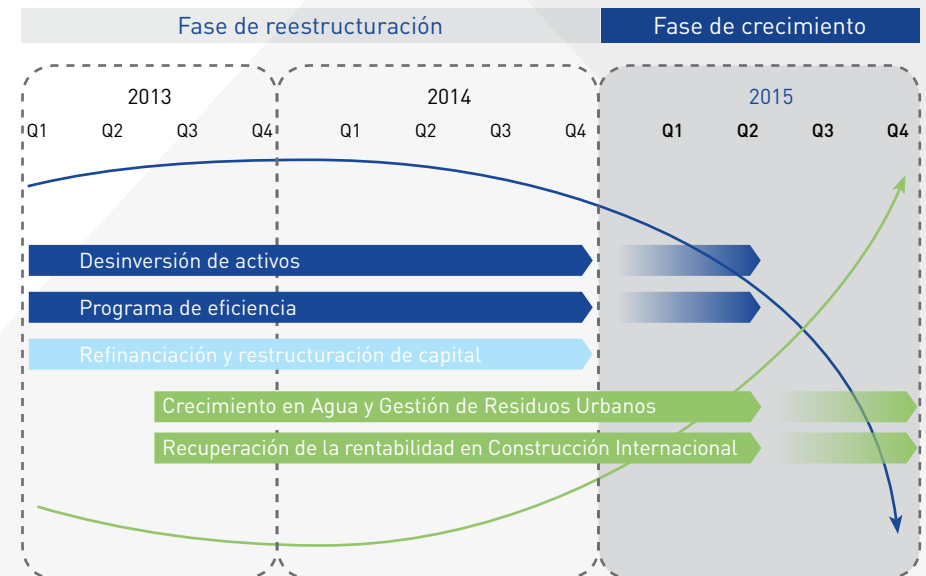 Fase de reestructuración Fase de crecimiento
2013 2014 2015
Q1 Q2 Q3 Q4 Q1 Q2 Q3 Q4 Q1 Q2 Q3 Q4
Desinversión de activos
Programa de eficiencia
Refinanciación y restructuración de capital
Crecimiento en Agua y Gestión de Residuos Urbanos
Recuperación de la rentabilidad en Construcción Internacional